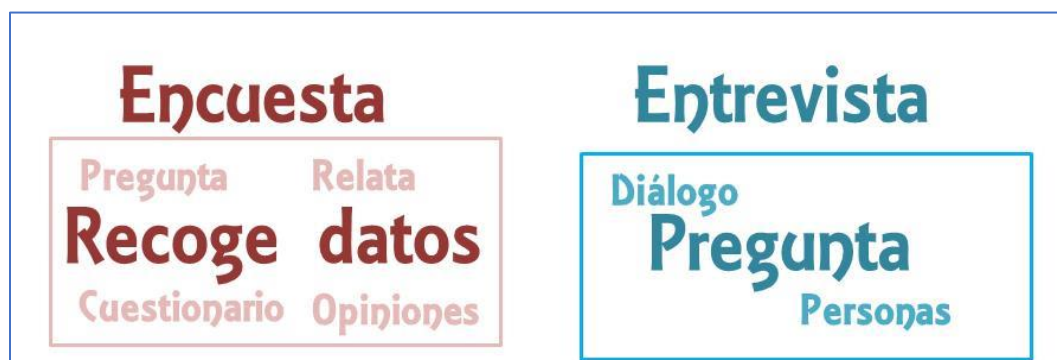 Encuesta
Pregunta Relata
Recoge datos
Cuestionario Opiniones
Entrevista
Diálogo
Pregunta
Personas